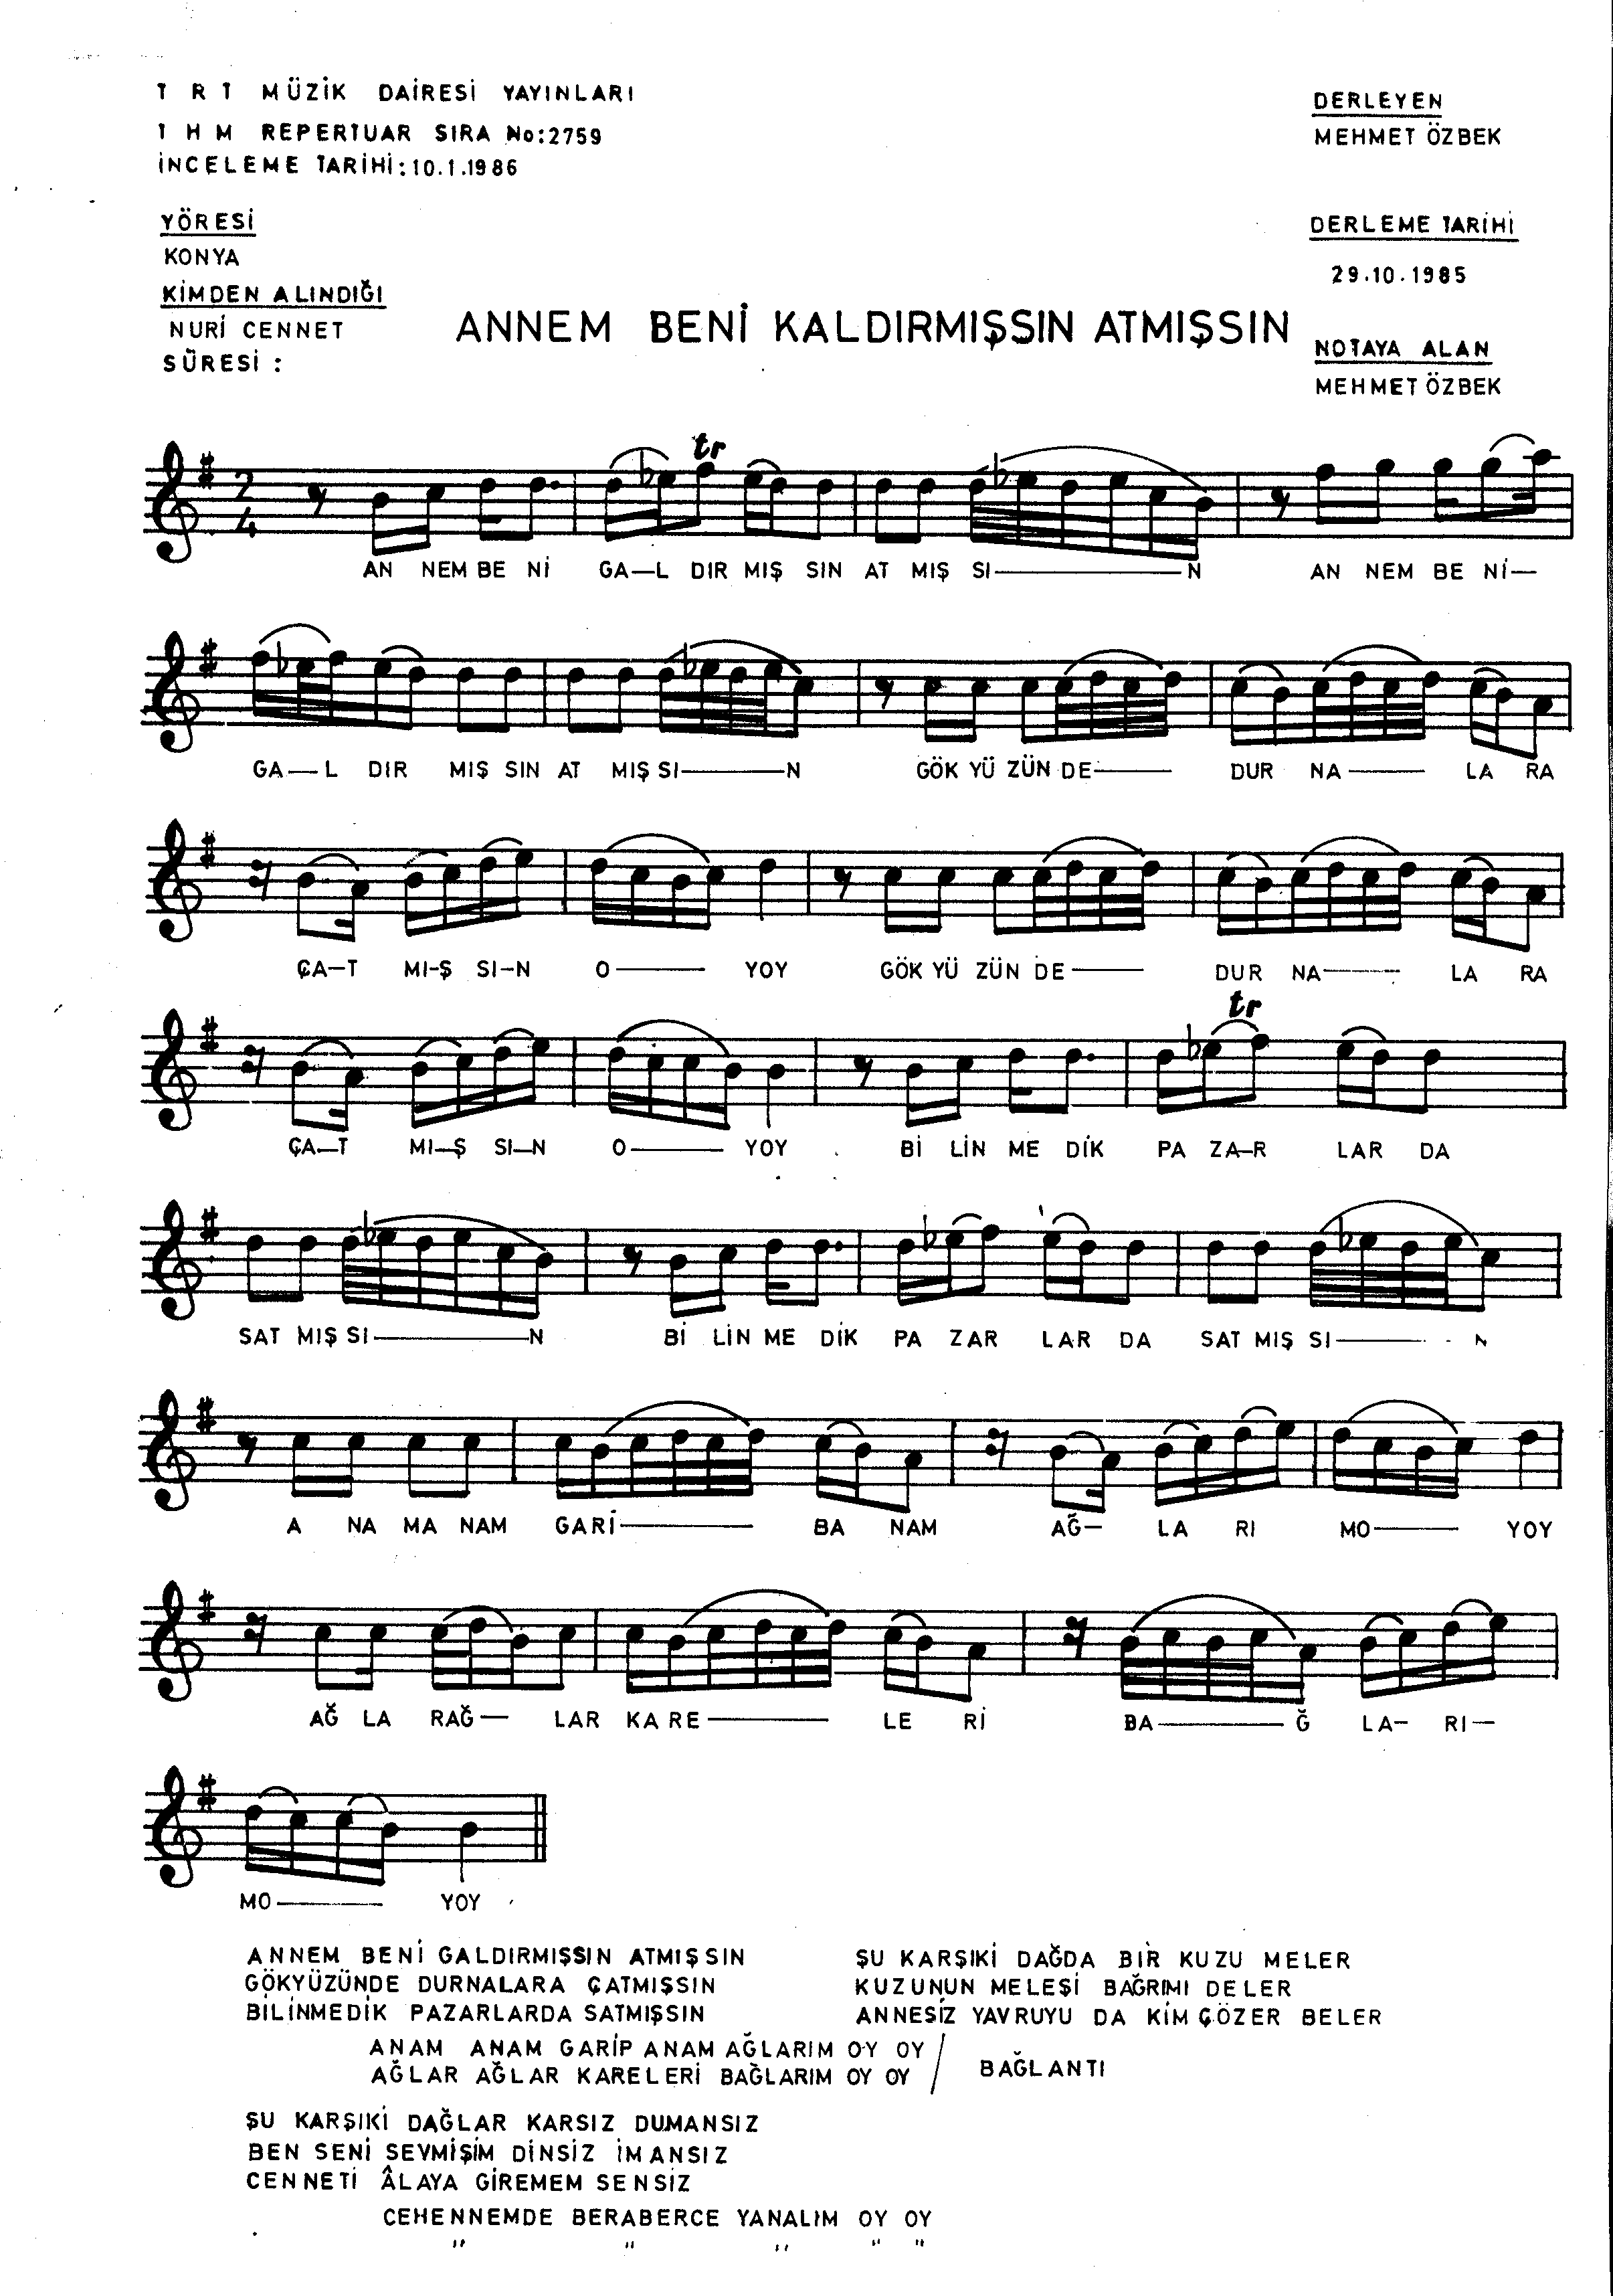 T R T MÜZİK DAİRESİ YAYINLARI
T H M REPERTUAR SIRA No:2759
İNCELEME TARİHİ:10.1.1986
DERLEYEN
MEHMET ÖZBEK
YÖRESİ
KONYA
KİMDEN ALINDIĞI
NURİ CENNET
SÜRESİ :
DERLEME TARİHİ
29.10.1985
ANNEM BENİ KALDIRMIŞSIN ATMIŞSIN
NOTAYA ALAN
MEHMET ÖZBEK
tr
2
4
AN NEM BE Nİ GA—L DIR MIŞ SIN AT MIŞ SI——N AN NEM BE Nİ—
GA—L DIR MIŞ SIN AT MIŞ SI——N GÖK YÜ ZÜN DE—— DUR NA—— LA RA
ÇA—T MI—Ş SI—N O—— YOY GÖK YÜ ZÜN DE—— DUR NA—— LA RA
tr
ÇA—T MI—Ş SI—N O—— YOY Bİ LİN ME DİK PA ZA—R LAR DA
SAT MIŞ SI——N Bİ LİN ME DİK PA ZAR LAR DA SAT MIŞ SI—— N
A NA MA NAM GARİ—— BA NAM AĞ— LA RI MO—— YOY
AĞ LA RAĞ— LAR KA RE—— LE Rİ BA——Ğ LA— RI—
MO—— YOY
ANNEM BENİ GALDIRMIŞSIN ATMIŞSIN
GÖKYÜZÜNDE DURNALARA ÇATMIŞSIN
BİLİNMEDİK PAZARLARDA SATMIŞSIN
ANAM ANAM GARİP ANAM AĞLARIM OY OY /
AĞLAR AĞLAR KARELERİ BAĞLARIM OY OY / BAĞLANTI
ŞU KARŞIKİ DAĞDA BİR KUZU MELER
KUZUNUN MELEŞİ BAĞRIMI DELER
ANNESİZ YAVRUYU DA KİM ÇÖZER BELER
ŞU KARŞIKİ DAĞLAR KARSIZ DUMANSIZ
BEN SENİ SEVMİŞİM DİNSİZ İMANSIZ
CENNETİ ÂLAYA GİREMEM SENSİZ
CEHENNEMDE BERABERCE YANALIM OY OY
" " " " "